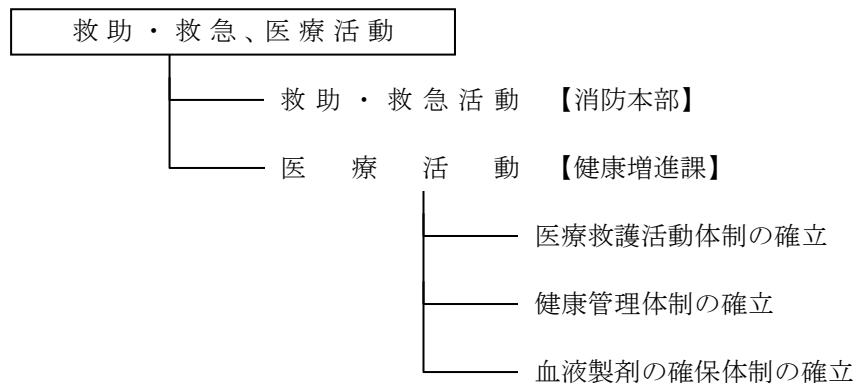 救助・救急、医療活動
救助・救急活動 【消防本部】
医療活動 【健康増進課】
医療救護活動体制の確立
健康管理体制の確立
血液製剤の確保体制の確立